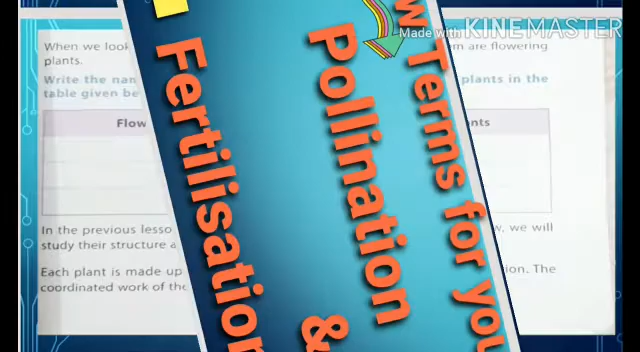 Made with KINEMASTER
w Terms for you
Pollination
&
Fertilisation
When we look
em are flowering
plants.
Write the nam
plants in the
table given be
Flow
nts
In the previous lesso
w, we will
study their structure a
Each plant is made up
ion. The
coordinated work of the